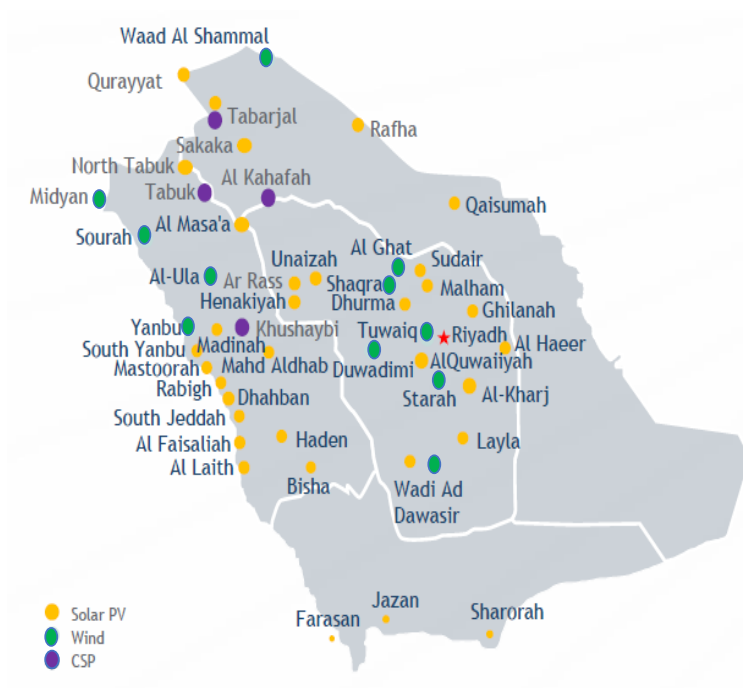 Waad Al Shammal
Qurayyat
Tabarjal
Rafha
Sakaka
North Tabuk
Al Kahafah
Tabuk
Midyan
Qaisumah
Al Masa'a
Sourah
Al Ghat
Unaizah
Sudair
Al-Ula
Ar Rass
Shaqra
Malham
Henakiyah
Dhurma
Ghilanah
Yanbu
Khushaybi
Tuwaiq
Riyadh
Madinah
South Yanbu
Al Haeer
Mahd Aldhab
Duwadimi
AlQuwaiiyah
Mastoorah
Rabigh
Starah
Al-Kharj
Dhahban
South Jeddah
Al Faisaliah
Haden
Layla
Al Laith
Bisha
Wadi Ad
Dawasir
Jazan
Farasan
Sharorah
Solar PV
Wind
CSP